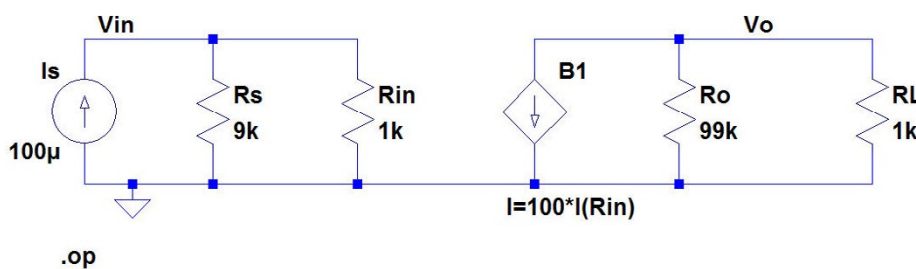 Vin
Vo
Is
B1
Rs
Rin
Ro
RL
9k
1k
99k
1k
100µ
I=100*I(Rin)
.op